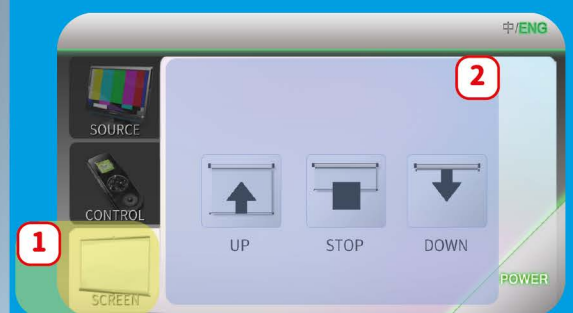 中/ENG
2
SOURCE
CONTROL
1
UP STOP DOWN
SCREEN
POWER